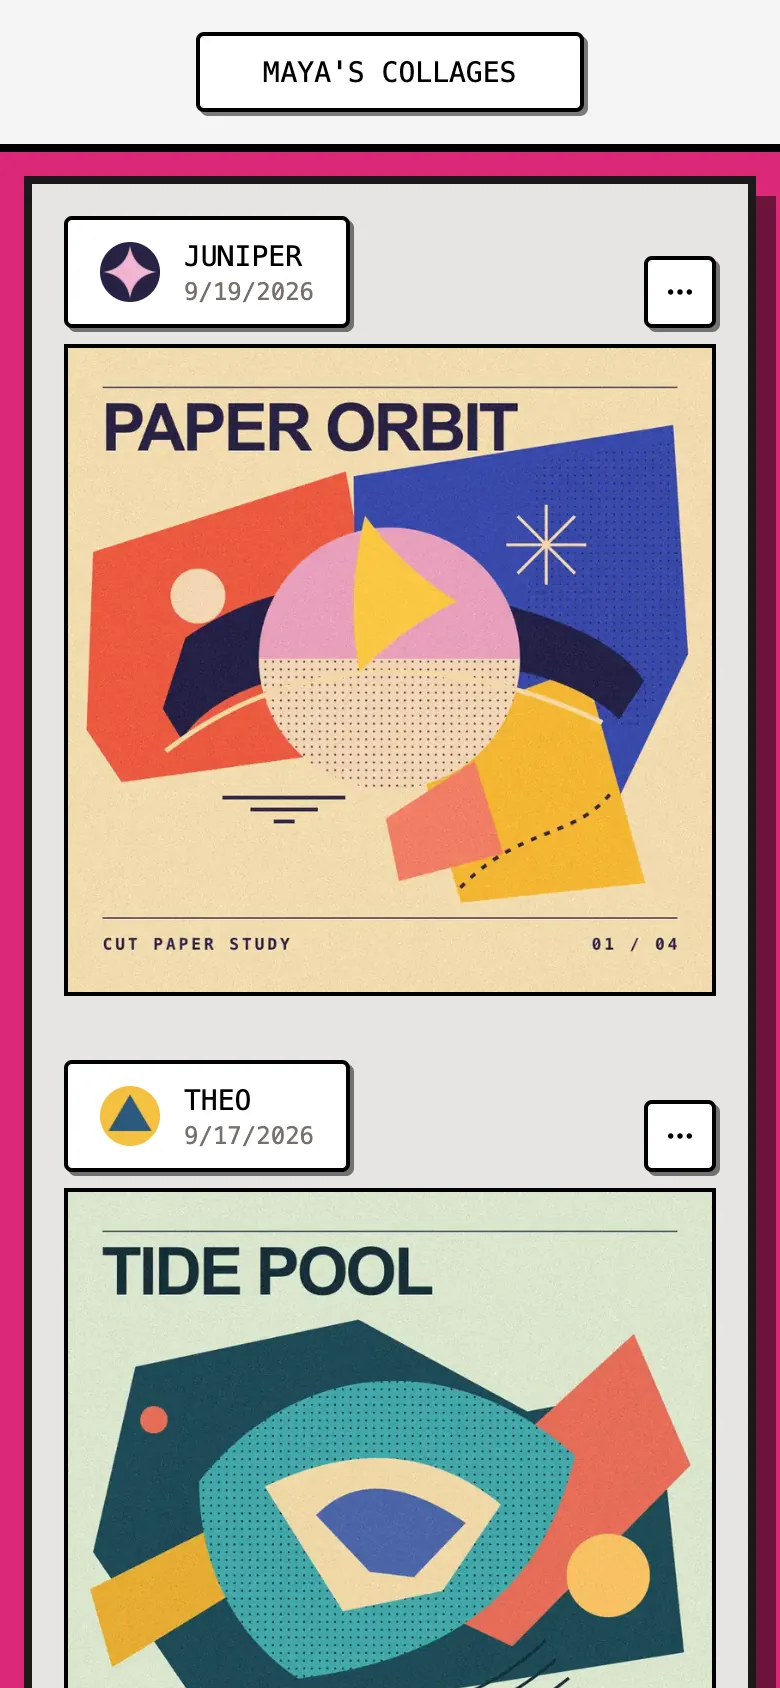 MAYA'S COLLAGES
JUNIPER
9/19/2026
...
PAPER ORBIT
CUT PAPER STUDY
01 / 04
THEO
9/17/2026
...
TIDE POOL